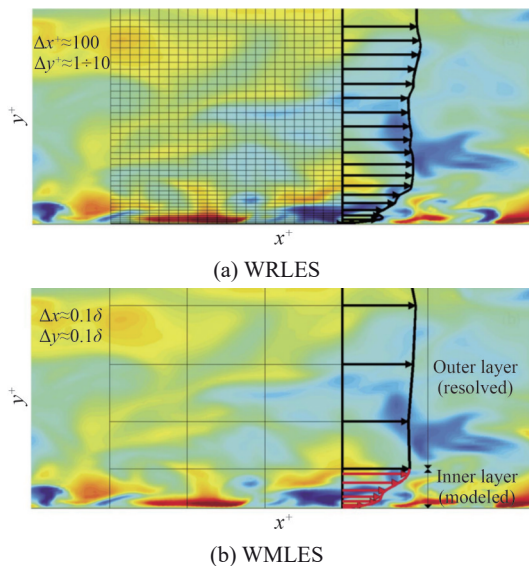 Δx⁺≈100
Δy⁺≈1÷10
y⁺
x⁺
(a) WRLES
Δx≈0.1δ
Δy≈0.1δ
y⁺
Outer layer
(resolved)
Inner layer
(modeled)
x⁺
(b) WMLES